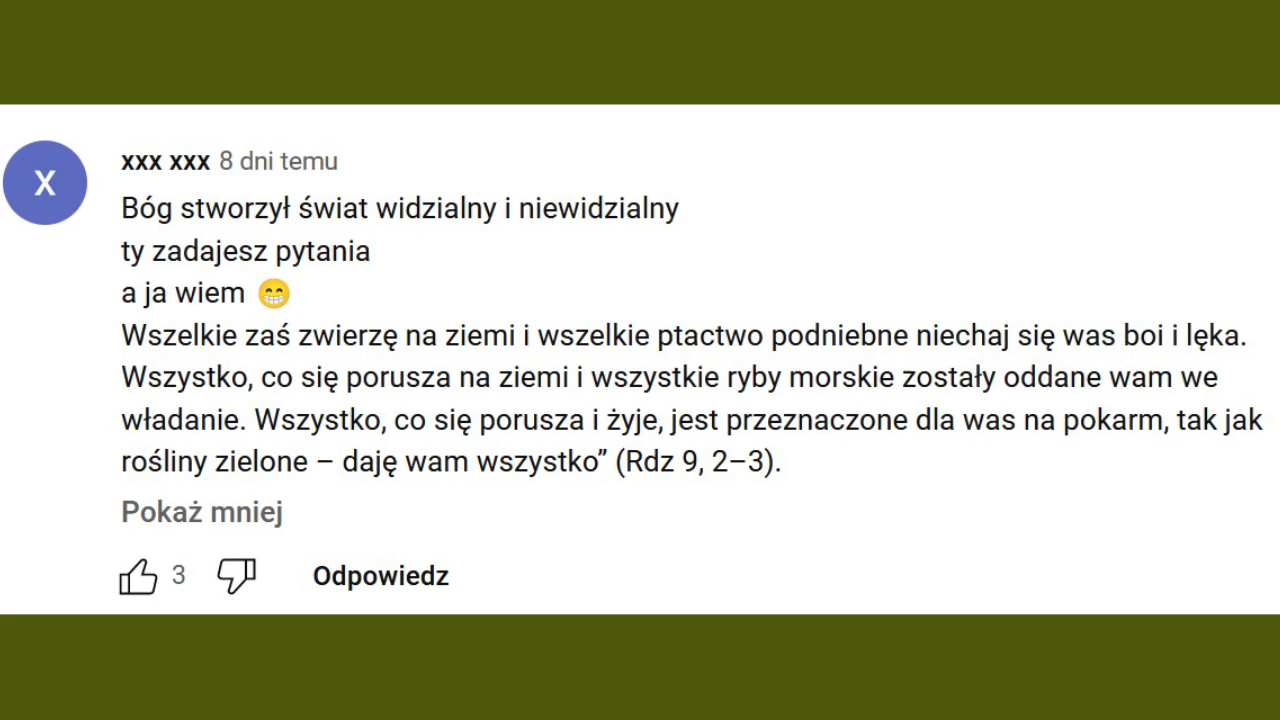 X
xxx xxx 8 dni temu
Bóg stworzył świat widzialny i niewidzialny
ty zadajesz pytania
a ja wiem 😁
Wszelkie zaś zwierzę na ziemi i wszelkie ptactwo podniebne niechaj się was boi i lęka.
Wszystko, co się porusza na ziemi i wszystkie ryby morskie zostały oddane wam we
władanie. Wszystko, co się porusza i żyje, jest przeznaczone dla was na pokarm, tak jak
rośliny zielone – daję wam wszystko” (Rdz 9, 2–3).
Pokaż mniej
3 Odpowiedz